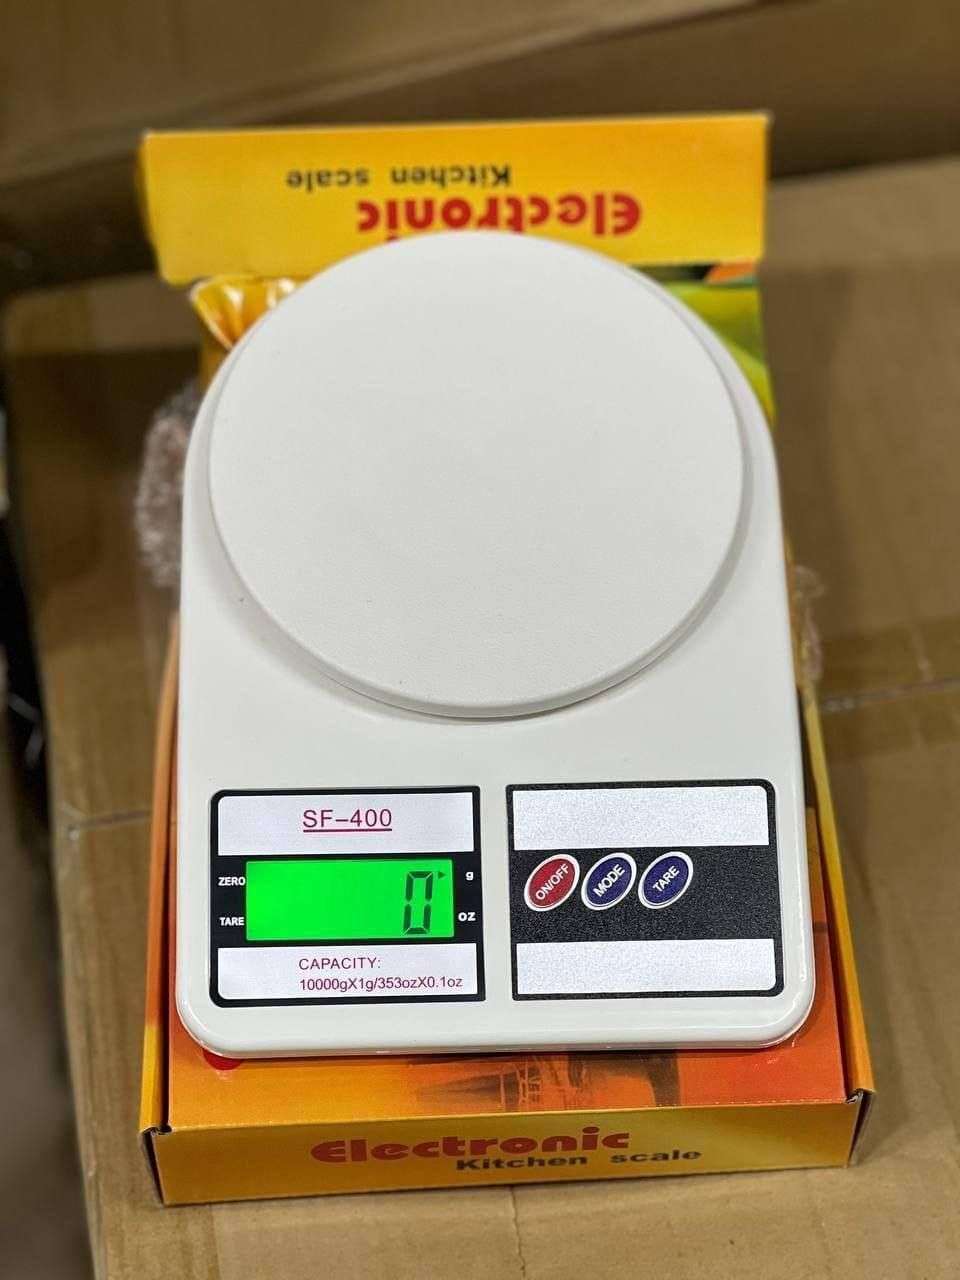 Kitchen scale
Electronic
SF-400
ZERO
TARE
0
g
oz
CAPACITY:
10000gX1g/353ozX0.1oz
ON/OFF
MODE
TARE
Electronic
Kitchen scale